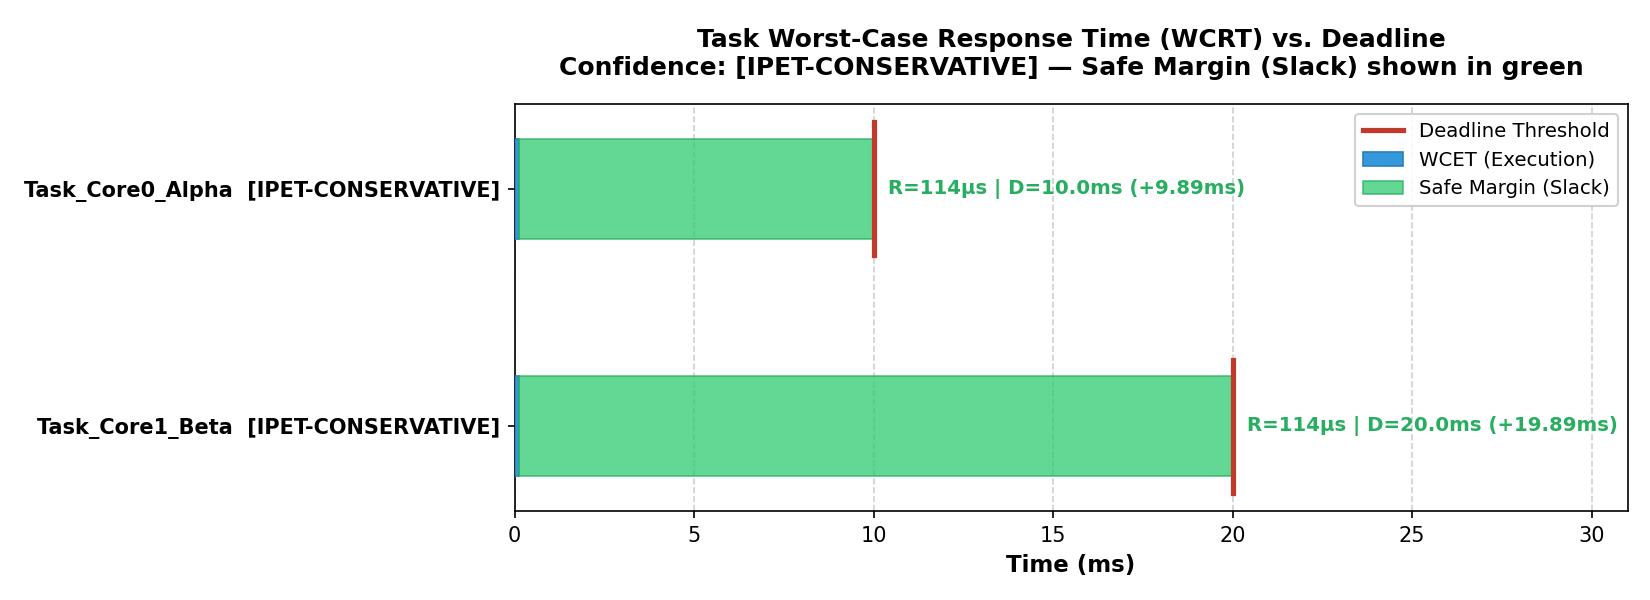 Task Worst-Case Response Time (WCRT) vs. Deadline
Confidence: [IPET-CONSERVATIVE] — Safe Margin (Slack) shown in green
Deadline Threshold
WCET (Execution)
Safe Margin (Slack)
Task_Core0_Alpha [IPET-CONSERVATIVE]
R=114μs | D=10.0ms (+9.89ms)
Task_Core1_Beta [IPET-CONSERVATIVE]
R=114μs | D=20.0ms (+19.89ms)
0 5 10 15 20 25 30
Time (ms)